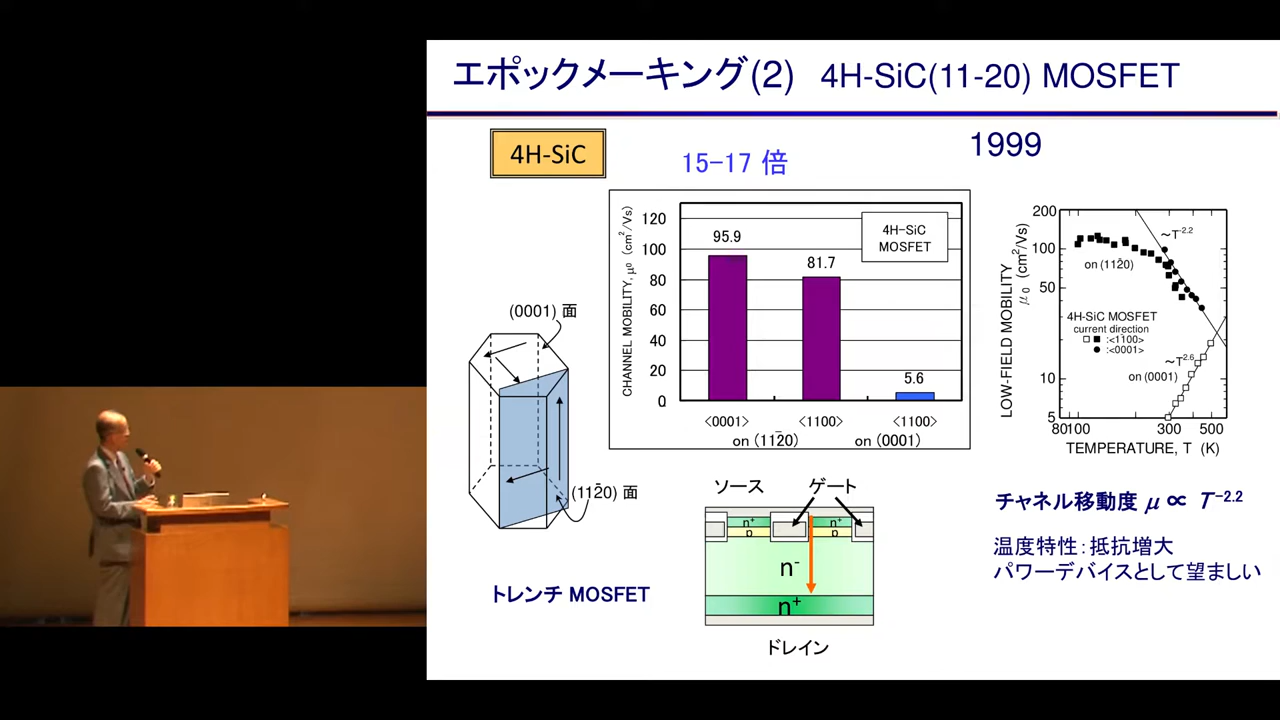 エポックメーキング(2) 4H-SiC(11-20) MOSFET
4H-SiC
15-17 倍
1999
(0001) 面
(112̄0) 面
トレンチ MOSFET
CHANNEL MOBILITY, μ0 (cm²/Vs)
120
100
80
60
40
20
0
95.9
81.7
5.6
4H-SiC
MOSFET
<0001>
<1100>
<1100>
on (112̄0)
on (0001)
ソース
ゲート
n⁺
n⁺
p
p
n⁻
n⁺
ドレイン
LOW-FIELD MOBILITY
μ₀ (cm²/Vs)
200
100
50
10
5
~T⁻²·²
on (112̄0)
4H-SiC MOSFET
current direction
□ ■ :<1100>
● :<0001>
~T²·⁶
on (0001)
80 100
300
500
TEMPERATURE, T (K)
チャネル移動度 μ ∝ T⁻²·²
温度特性：抵抗増大
パワーデバイスとして望ましい